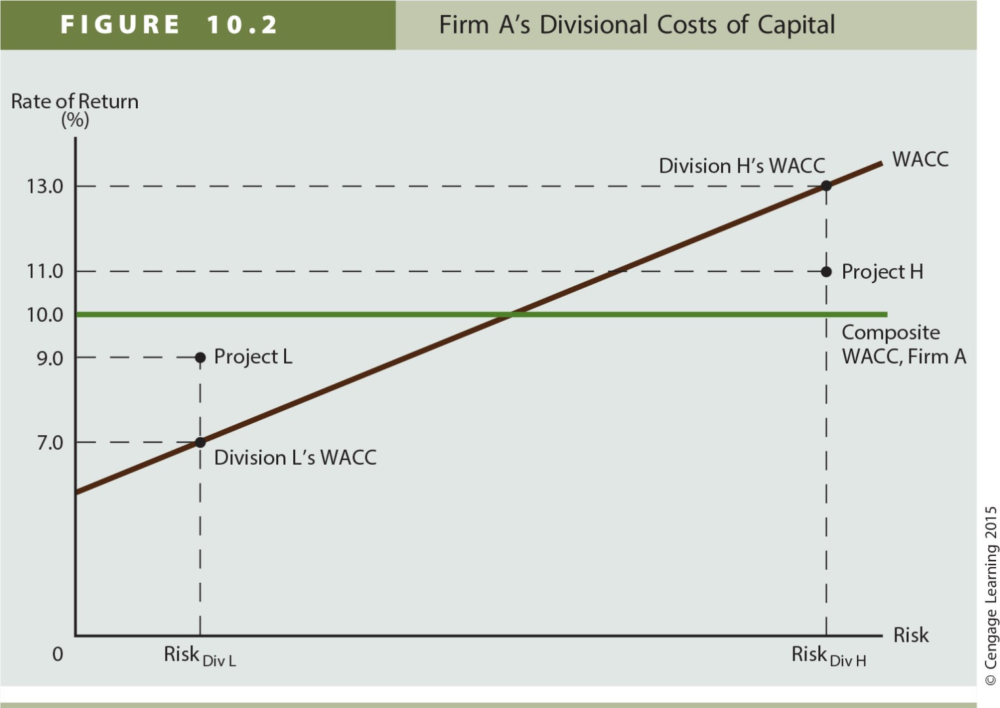 FIGURE 10.2
Firm A’s Divisional Costs of Capital
Rate of Return
(%)
WACC
Division H’s WACC
13.0
11.0
Project H
10.0
Composite
WACC, Firm A
9.0
Project L
7.0
Division L’s WACC
Risk
0
Risk Div L
Risk Div H
© Cengage Learning 2015